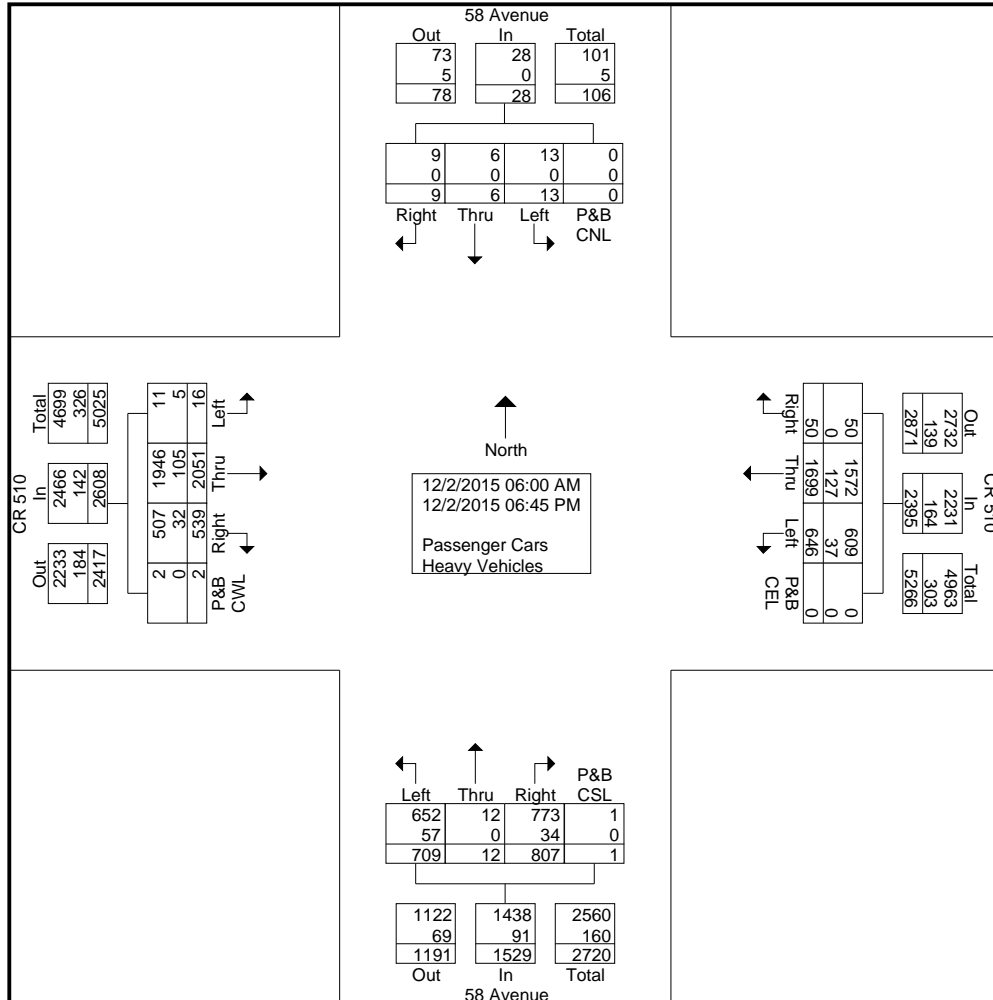 58 Avenue
Out In Total
73 28 101
5 0 5
78 28 106
9 6 13 0
0 0 0 0
9 6 13 0
Right Thru Left P&B
CNL
CR 510
Total In Out
4699 2466 2233
326 142 184
5025 2608 2417
11 1946 507 2
5 105 32 0
16 2051 539 2
Left Thru Right P&B
CWL
North
12/2/2015 06:00 AM
12/2/2015 06:45 PM
Passenger Cars
Heavy Vehicles
Right Thru Left P&B
CEL
50 1572 609 0
0 127 37 0
50 1699 646 0
Out In Total
2732 2231 4963
139 164 303
2871 2395 5266
CR 510
P&B
Left Thru Right CSL
652 12 773 1
57 0 34 0
709 12 807 1
1122 1438 2560
69 91 160
1191 1529 2720
Out In Total
58 Avenue